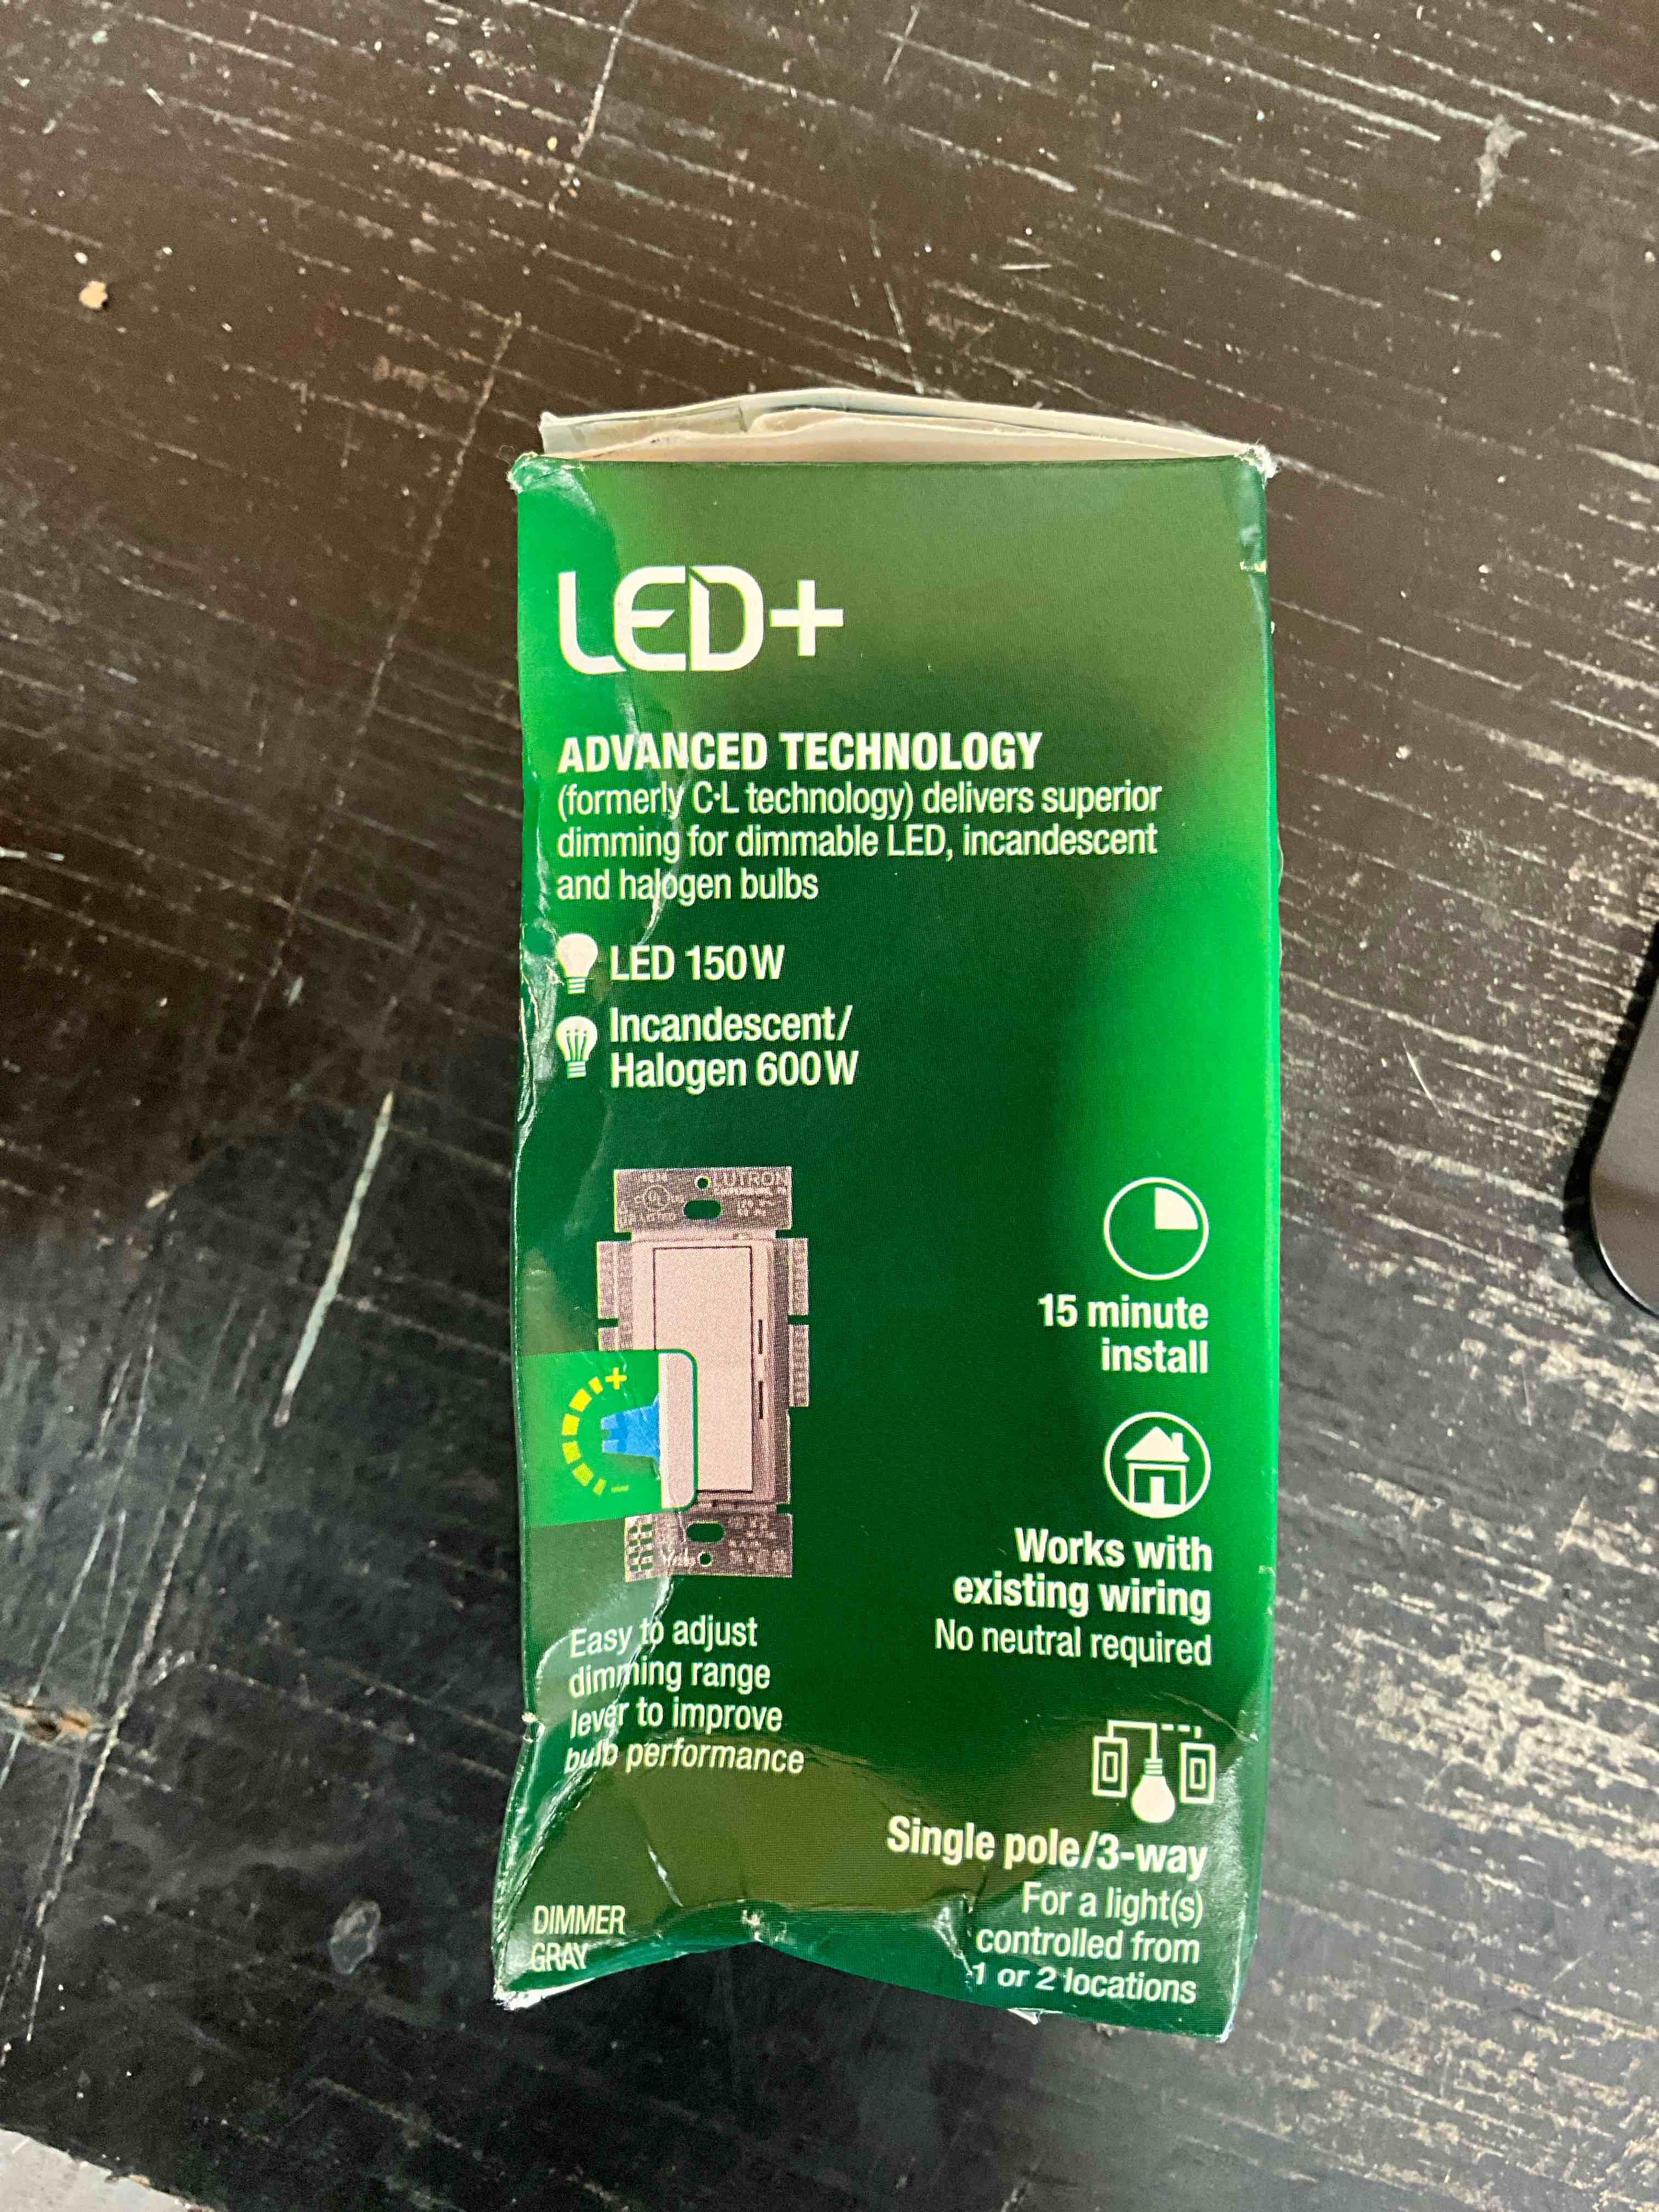 LED+
ADVANCED TECHNOLOGY
(formerly C•L technology) delivers superior
dimming for dimmable LED, incandescent
and halogen bulbs
LED 150W
Incandescent/
Halogen 600W
LUTRON
+
15 minute
install
Works with
existing wiring
No neutral required
Easy to adjust
dimming range
lever to improve
bulb performance
Single pole/3-way
For a light(s)
controlled from
1 or 2 locations
DIMMER
GRAY